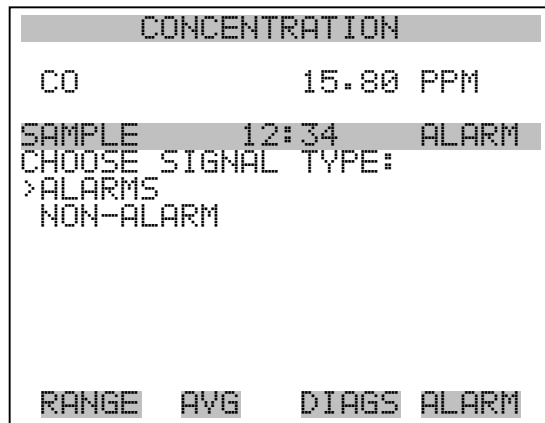 CONCENTRATION
CO 15.80 PPM
SAMPLE 12:34 ALARM
CHOOSE SIGNAL TYPE:
>ALARMS
NON-ALARM
RANGE AVG DIAGS ALARM